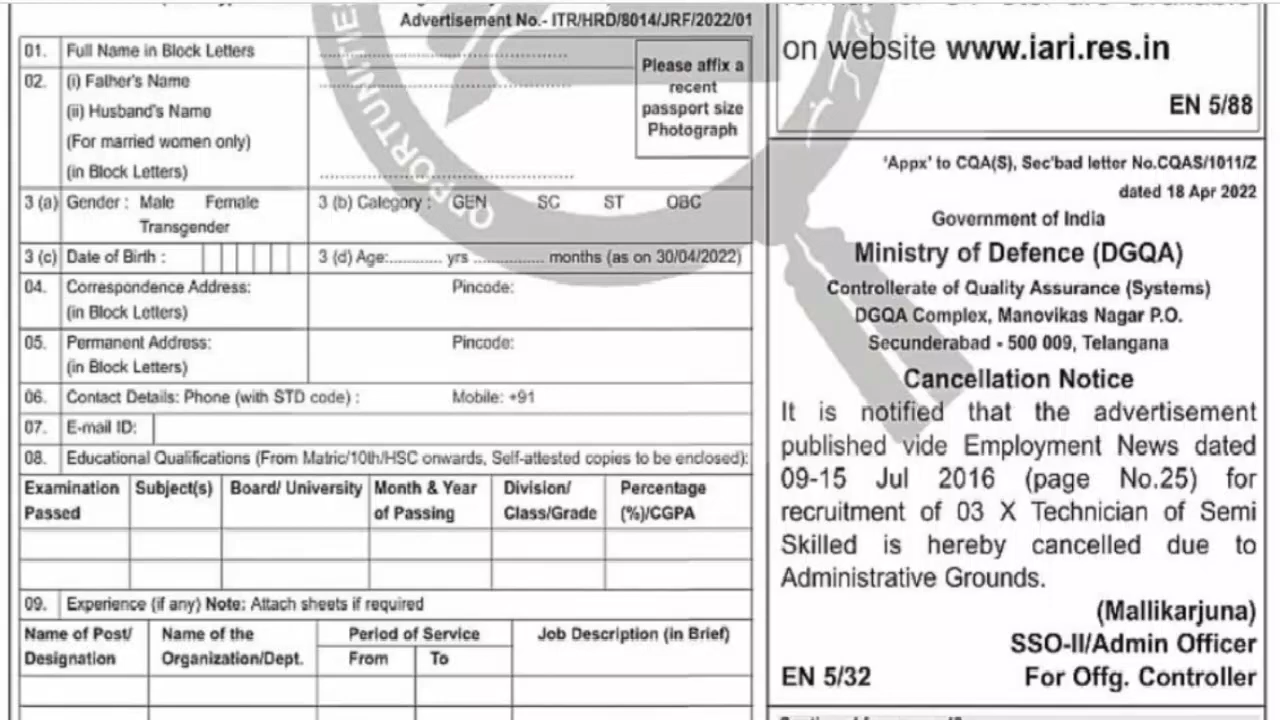 Advertisement No.- ITR/HRD/8014/JRF/2022/01
01. Full Name in Block Letters
02. (i) Father's Name
(ii) Husband's Name
(For married women only)
(in Block Letters)
Please affix a
recent
passport size
Photograph
3 (a) Gender : Male Female
Transgender
3 (b) Category : GEN SC ST OBC
3 (c) Date of Birth :
3 (d) Age:............ yrs ................ months (as on 30/04/2022)
04. Correspondence Address: Pincode:
(in Block Letters)
05. Permanent Address: Pincode:
(in Block Letters)
06. Contact Details: Phone (with STD code) : Mobile: +91
07. E-mail ID:
08. Educational Qualifications (From Matric/10th/HSC onwards, Self-attested copies to be enclosed):
Examination Passed
Subject(s)
Board/ University
Month & Year of Passing
Division/ Class/Grade
Percentage (%)/CGPA
09. Experience (if any) Note: Attach sheets if required
Name of Post/ Designation
Name of the Organization/Dept.
Period of Service
From To
Job Description (in Brief)
OPPORTUNITIES
on website www.iari.res.in
EN 5/88
'Appx' to CQA(S), Sec'bad letter No.CQAS/1011/Z
dated 18 Apr 2022
Government of India
Ministry of Defence (DGQA)
Controllerate of Quality Assurance (Systems)
DGQA Complex, Manovikas Nagar P.O.
Secunderabad - 500 009, Telangana
Cancellation Notice
It is notified that the advertisement
published vide Employment News dated
09-15 Jul 2016 (page No.25) for
recruitment of 03 X Technician of Semi
Skilled is hereby cancelled due to
Administrative Grounds.
(Mallikarjuna)
SSO-II/Admin Officer
EN 5/32 For Offg. Controller